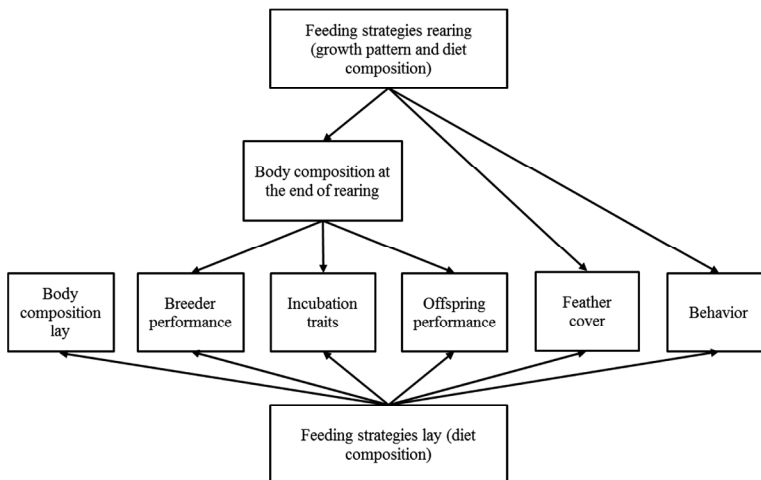 Feeding strategies rearing
(growth pattern and diet
composition)
Body composition at
the end of rearing
Body
composition
lay
Breeder
performance
Incubation
traits
Offspring
performance
Feather
cover
Behavior
Feeding strategies lay (diet
composition)